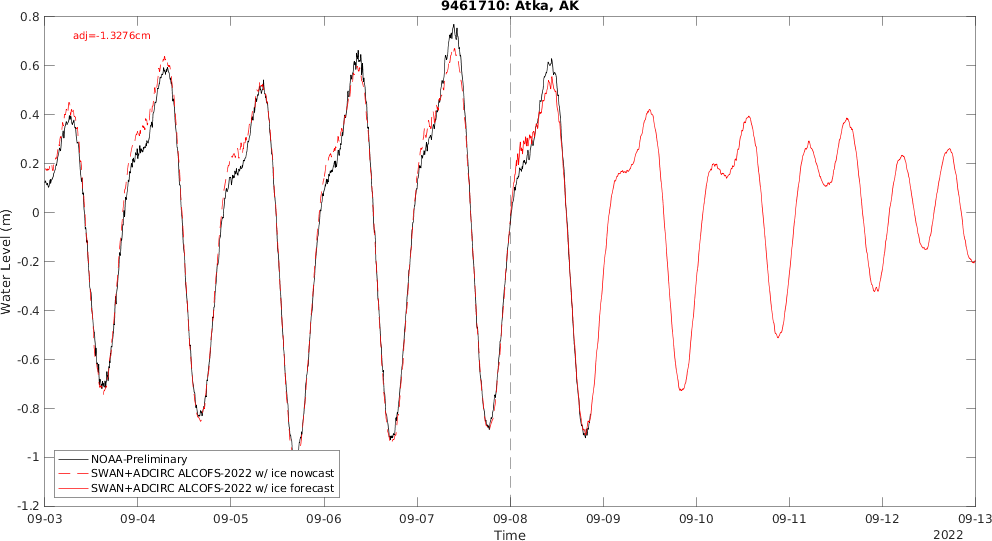 9461710: Atka, AK
adj=-1.3276cm
0.8
0.6
0.4
0.2
0
-0.2
-0.4
-0.6
-0.8
-1
-1.2
Water Level (m)
NOAA-Preliminary
SWAN+ADCIRC ALCOFS-2022 w/ ice nowcast
SWAN+ADCIRC ALCOFS-2022 w/ ice forecast
09-03 09-04 09-05 09-06 09-07 09-08 09-09 09-10 09-11 09-12 09-13
Time
2022